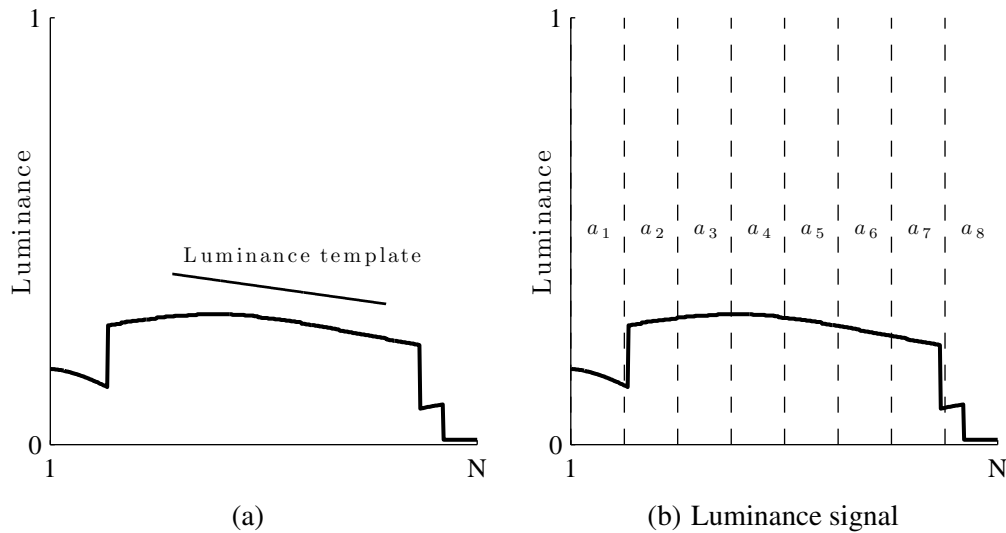 1
Luminance
Luminance template
0
1
N
(a)
1
Luminance
a1 a2 a3 a4 a5 a6 a7 a8
0
1
N
(b) Luminance signal